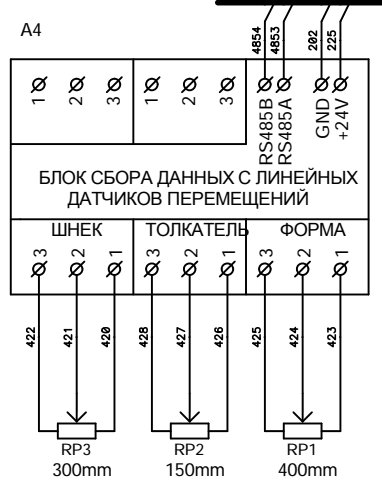 A4
4854 4853 202 225
1 2 3 1 2 3 RS485B RS485A GND +24V
БЛОК СБОРА ДАННЫХ С ЛИНЕЙНЫХ
ДАТЧИКОВ ПЕРЕМЕЩЕНИЙ
ШНЕК ТОЛКАТЕЛЬ ФОРМА
3 2 1 3 2 1 3 2 1
422 421 420 428 427 426 425 424 423
RP3 RP2 RP1
300mm 150mm 400mm